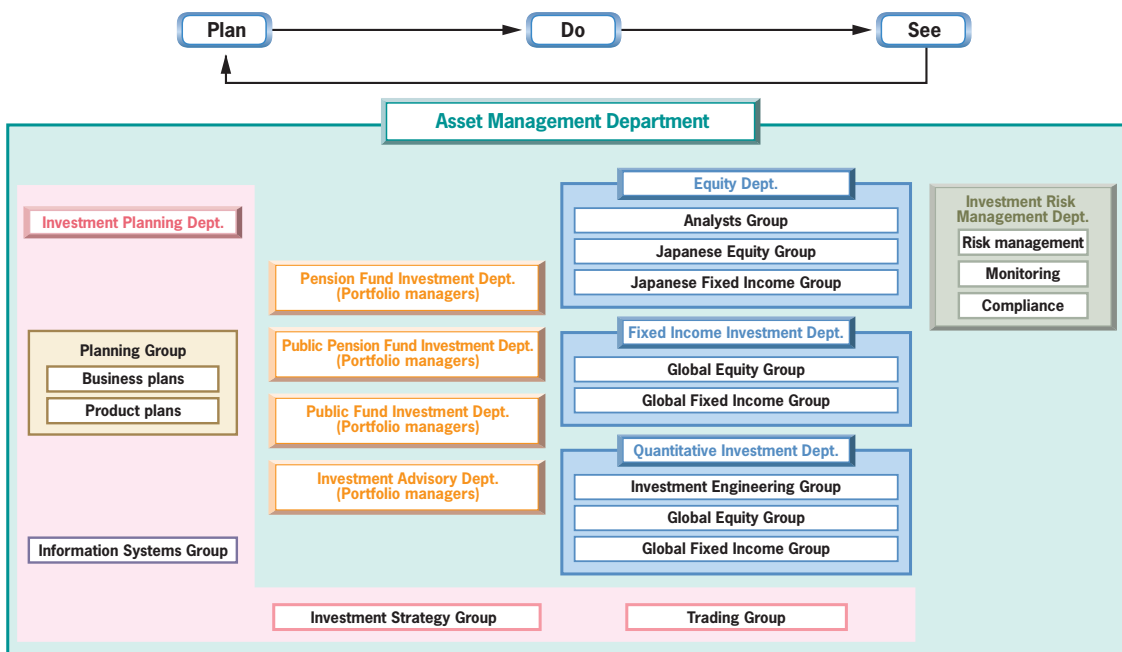 Plan
Do
See
Asset Management Department
Investment Planning Dept.
Planning Group
Business plans
Product plans
Information Systems Group
Pension Fund Investment Dept.
(Portfolio managers)
Public Pension Fund Investment Dept.
(Portfolio managers)
Public Fund Investment Dept.
(Portfolio managers)
Investment Advisory Dept.
(Portfolio managers)
Equity Dept.
Analysts Group
Japanese Equity Group
Japanese Fixed Income Group
Fixed Income Investment Dept.
Global Equity Group
Global Fixed Income Group
Quantitative Investment Dept.
Investment Engineering Group
Global Equity Group
Global Fixed Income Group
Investment Risk
Management Dept.
Risk management
Monitoring
Compliance
Investment Strategy Group
Trading Group